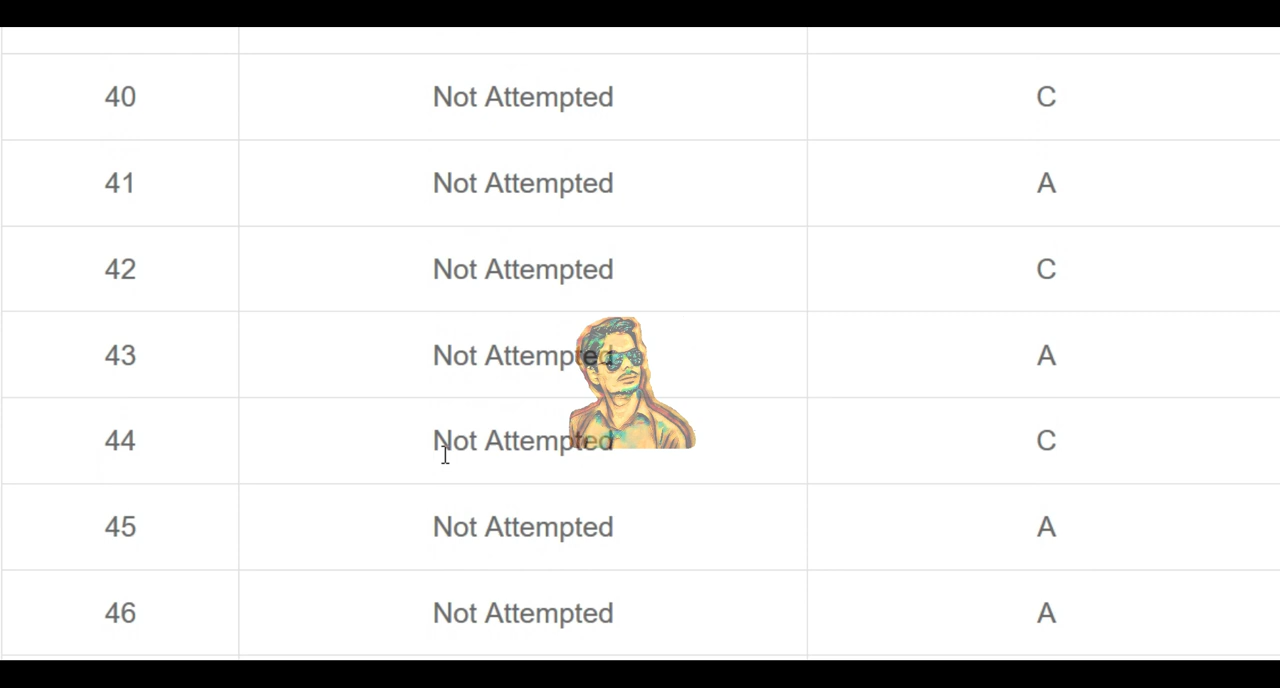 40 Not Attempted C
41 Not Attempted A
42 Not Attempted C
43 Not Attempted A
44 Not Attempted C
45 Not Attempted A
46 Not Attempted A